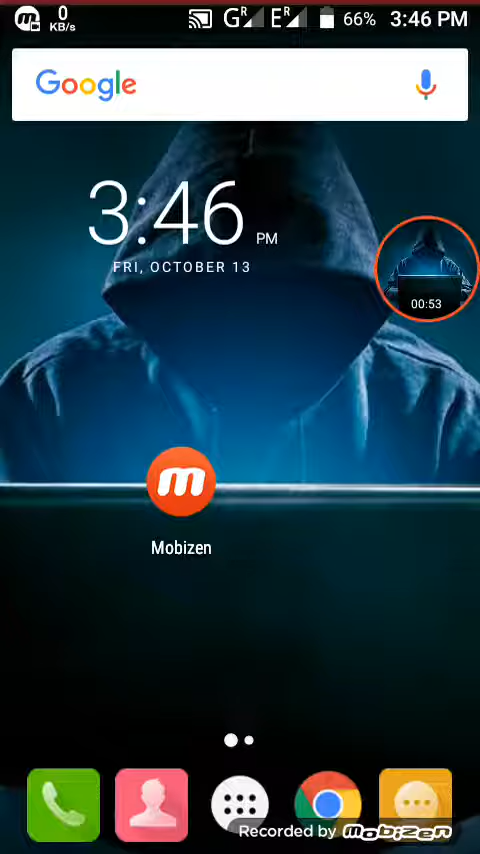 0
KB/s
G R
E R
66%
3:46 PM
Google
3:46 PM
FRI, OCTOBER 13
00:53
Mobizen
Recorded by Mobizen